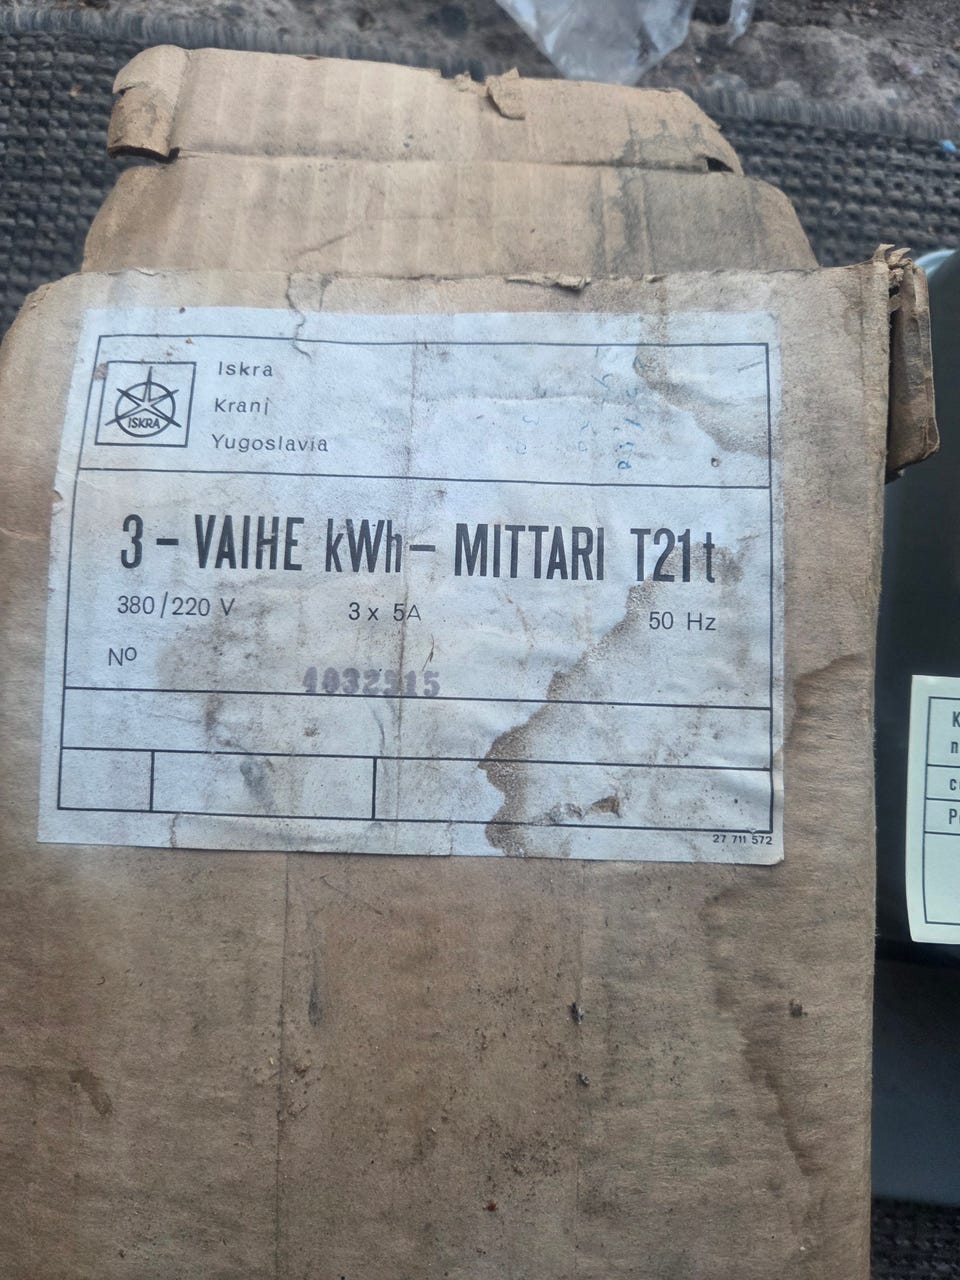 Iskra
Kranj
Yugoslavia
ISKRA
3 – VAIHE kWh – MITTARI T21t
380/220 V 3 x 5A 50 Hz
Nº
27 711 572